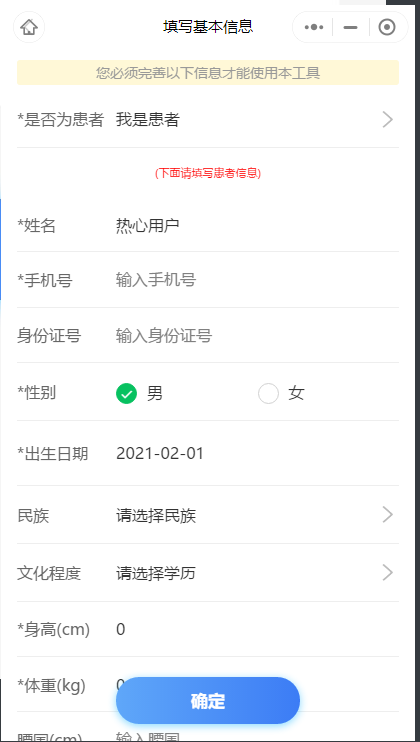 填写基本信息
您必须完善以下信息才能使用本工具
*是否为患者 我是患者
(下面请填写患者信息)
*姓名 热心用户
*手机号 输入手机号
身份证号 输入身份证号
*性别 男 女
*出生日期 2021-02-01
民族 请选择民族
文化程度 请选择学历
*身高(cm) 0
*体重(kg) 0
确定
腰围(cm) 输入腰围